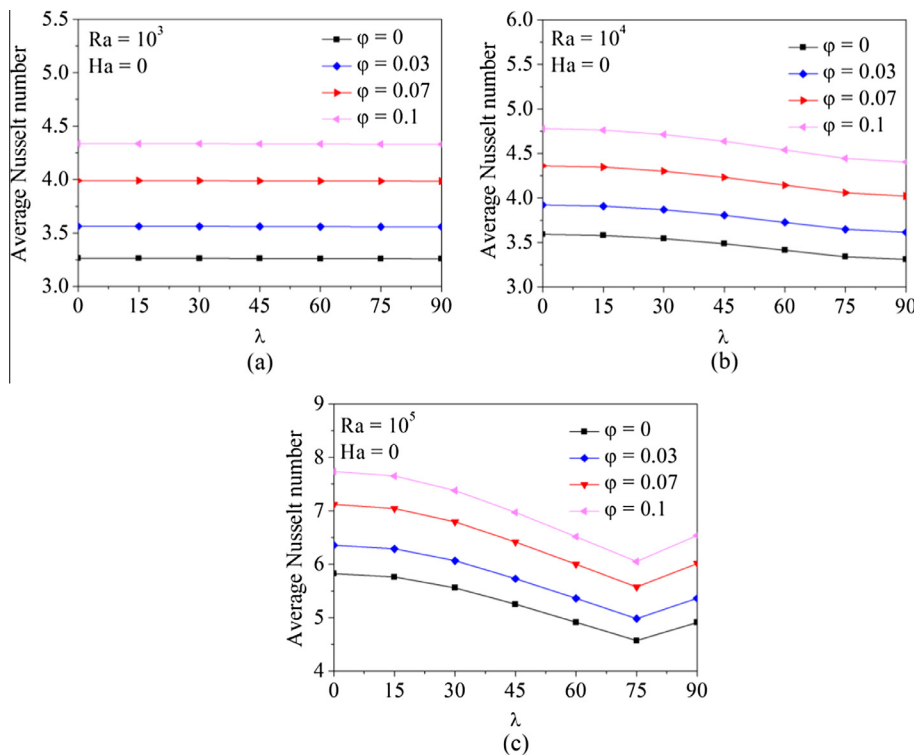 Average Nusselt number
5.5
5.0
4.5
4.0
3.5
3.0
Ra = 10³
Ha = 0
φ = 0
φ = 0.03
φ = 0.07
φ = 0.1
0 15 30 45 60 75 90
λ
(a)
Average Nusselt number
6.0
5.5
5.0
4.5
4.0
3.5
3.0
Ra = 10⁴
Ha = 0
φ = 0
φ = 0.03
φ = 0.07
φ = 0.1
0 15 30 45 60 75 90
λ
(b)
Average Nusselt number
9
8
7
6
5
4
Ra = 10⁵
Ha = 0
φ = 0
φ = 0.03
φ = 0.07
φ = 0.1
0 15 30 45 60 75 90
λ
(c)